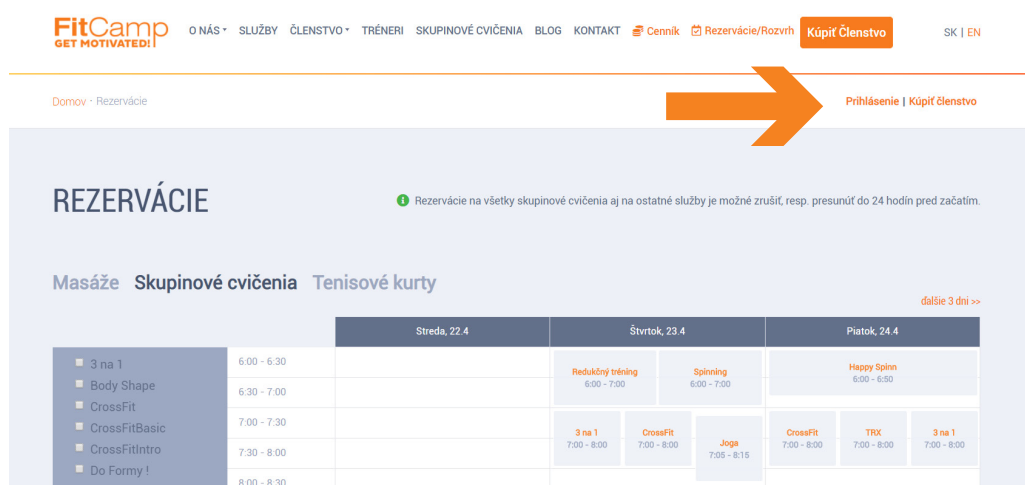 FitCamp
GET MOTIVATED!
O NÁS SLUŽBY ČLENSTVO TRÉNERI SKUPINOVÉ CVIČENIA BLOG KONTAKT Cenník Rezervácie/Rozvrh Kúpiť Členstvo SK | EN
Domov · Rezervácie
Prihlásenie | Kúpiť členstvo
REZERVÁCIE
Rezervácie na všetky skupinové cvičenia aj na ostatné služby je možné zrušiť, resp. presunúť do 24 hodín pred začatím.
Masáže Skupinové cvičenia Tenisové kurty
ďalšie 3 dni >>
Streda, 22.4 Štvrtok, 23.4 Piatok, 24.4
3 na 1
Body Shape
CrossFit
CrossFitBasic
CrossFitIntro
Do Formy !
6:00 - 6:30
6:30 - 7:00
7:00 - 7:30
7:30 - 8:00
8:00 - 8:30
Redukčný tréning
6:00 - 7:00
Spinning
6:00 - 7:00
Happy Spinn
6:00 - 6:50
3 na 1
7:00 - 8:00
CrossFit
7:00 - 8:00
Joga
7:05 - 8:15
CrossFit
7:00 - 8:00
TRX
7:00 - 8:00
3 na 1
7:00 - 8:00